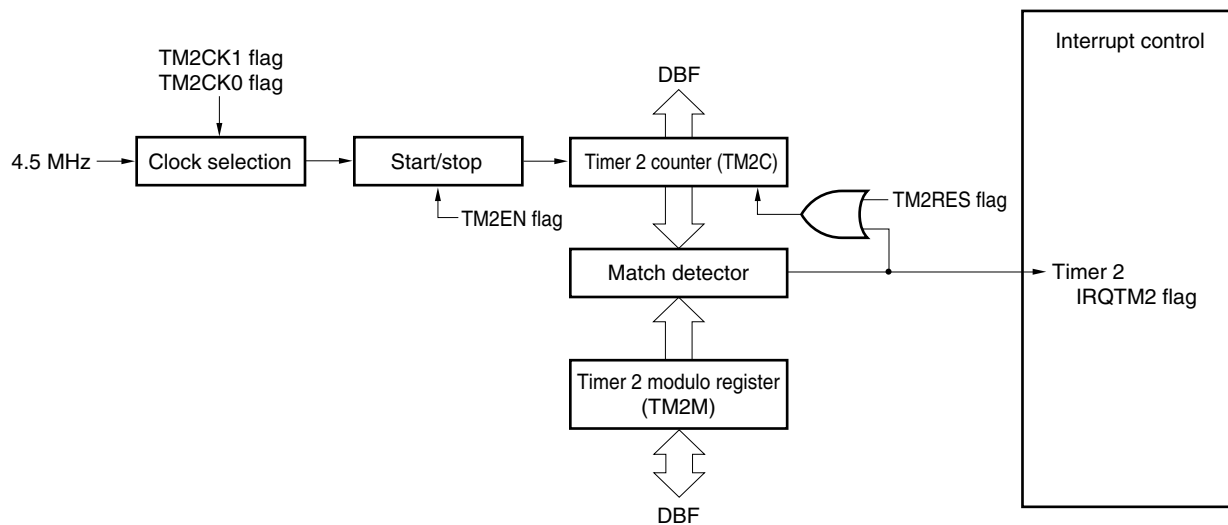 Interrupt control
TM2CK1 flag
TM2CK0 flag
DBF
4.5 MHz
Clock selection
Start/stop
Timer 2 counter (TM2C)
TM2RES flag
TM2EN flag
Match detector
Timer 2
IRQTM2 flag
Timer 2 modulo register
(TM2M)
DBF